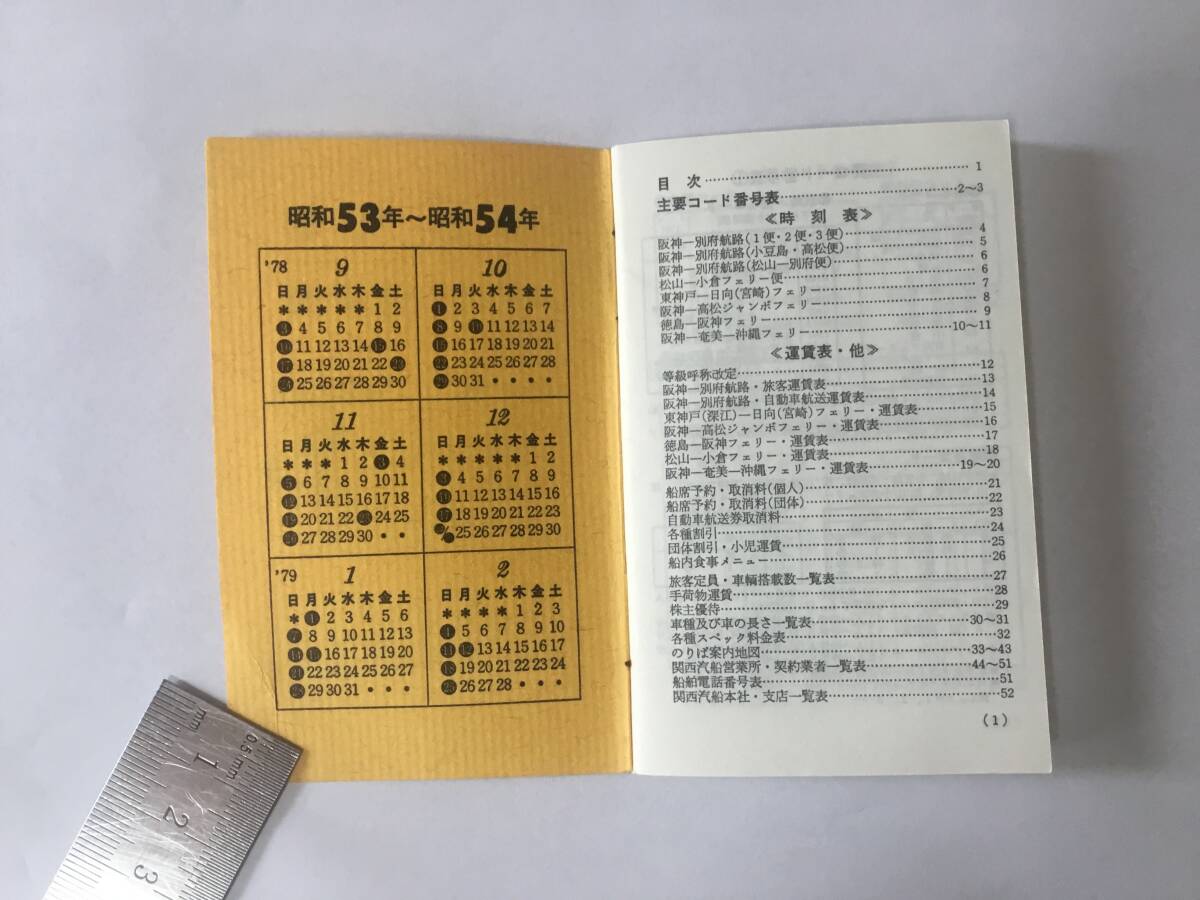 昭和53年～昭和54年
'78 9
日月火水木金土
＊＊＊＊＊1 2
3 4 5 6 7 8 9
10 11 12 13 14 15 16
17 18 19 20 21 22 23
24 25 26 27 28 29 30
10
日月火水木金土
1 2 3 4 5 6 7
8 9 10 11 12 13 14
15 16 17 18 19 20 21
22 23 24 25 26 27 28
29 30 31・・・・
11
日月火水木金土
＊＊＊1 2 3 4
5 6 7 8 9 10 11
12 13 14 15 16 17 18
19 20 21 22 23 24 25
26 27 28 29 30・・
12
日月火水木金土
＊＊＊＊＊1 2
3 4 5 6 7 8 9
10 11 12 13 14 15 16
17 18 19 20 21 22 23
25 26 27 28 29 30
'79 1
日月火水木金土
＊1 2 3 4 5 6
7 8 9 10 11 12 13
14 15 16 17 18 19 20
21 22 23 24 25 26 27
28 29 30 31・・・
2
日月火水木金土
＊＊＊＊1 2 3
4 5 6 7 8 9 10
11 12 13 14 15 16 17
18 19 20 21 22 23 24
25 26 27 28・・・
目次……1
主要コード番号表……2～3
≪時刻表≫
阪神―別府航路(1便・2便・3便)……4
阪神―別府航路(小豆島・高松便)……5
阪神―別府航路(松山―別府便)……6
松山―小倉フェリー便……6
東神戸―日向(宮崎)フェリー……7
阪神―高松ジャンボフェリー……8
徳島―阪神フェリー……9
阪神―奄美―沖縄フェリー……10～11
≪運賃表・他≫
等級呼称改定……12
阪神―別府航路・旅客運賃表……13
阪神―別府航路・自動車航送運賃表……14
東神戸(深江)―日向(宮崎)フェリー・運賃表……15
阪神―高松ジャンボフェリー・運賃表……16
徳島―阪神フェリー・運賃表……17
松山―小倉フェリー・運賃表……18
阪神―奄美―沖縄フェリー・運賃表……19～20
船席予約・取消料(個人)……21
船席予約・取消料(団体)……22
自動車航送券取消料……23
各種割引……24
団体割引・小児運賃……25
船内食事メニュー……26
旅客定員・車輌搭載数一覧表……27
手荷物運賃……28
株主優待……29
車種及び車の長さ一覧表……30～31
各種スペック料金表……32
のりば案内地図……33～43
関西汽船営業所・契約業者一覧表……44～51
船舶電話番号表……51
関西汽船本社・支店一覧表……52
(1)
mm
0.5mm
1
2
3